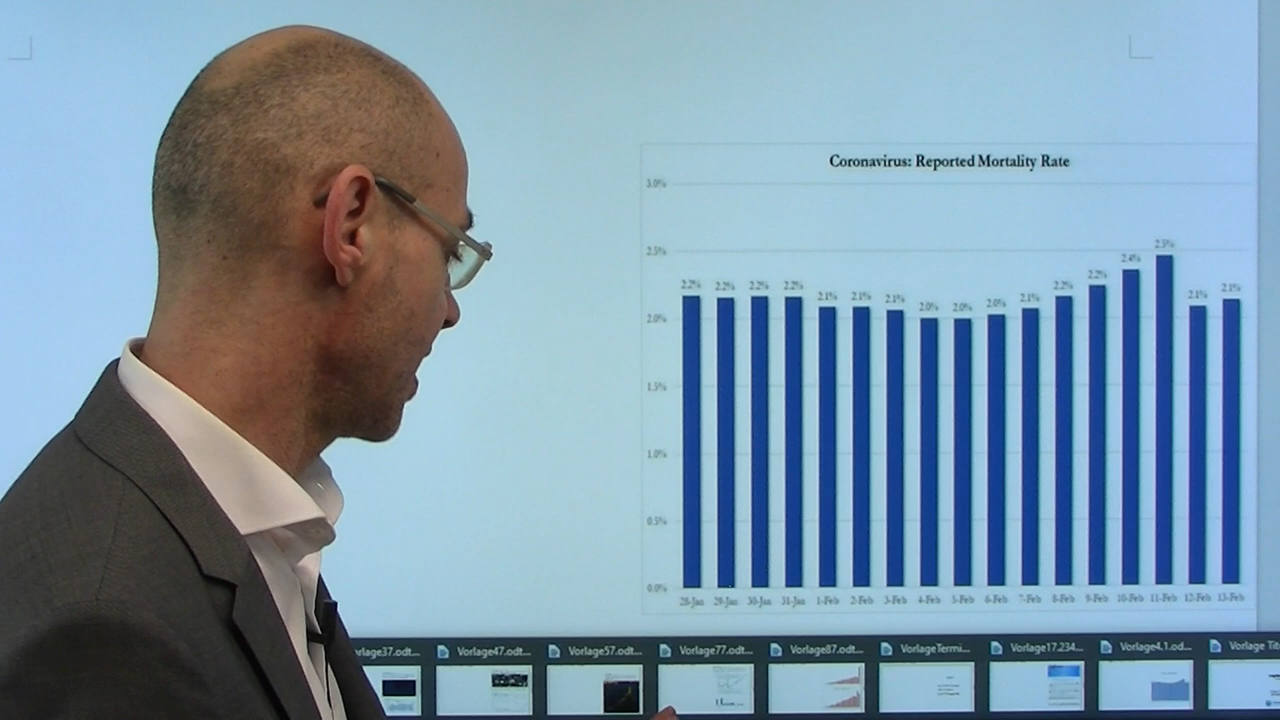 Coronavirus: Reported Mortality Rate
3.0%
2.5%
2.0%
1.5%
1.0%
0.5%
0.0%
2.2% 2.2% 2.2% 2.2% 2.1% 2.1% 2.1% 2.0% 2.0% 2.0% 2.1% 2.2% 2.2% 2.4% 2.5% 2.1% 2.1%
28-Jan 29-Jan 30-Jan 31-Jan 1-Feb 2-Feb 3-Feb 4-Feb 5-Feb 6-Feb 7-Feb 8-Feb 9-Feb 10-Feb 11-Feb 12-Feb 13-Feb
rlage37.odt... Vorlage47.odt... Vorlage57.odt... Vorlage77.odt... Vorlage87.odt... VorlageTermi... Vorlage17.234... Vorlage4.1.od... Vorlage Tit